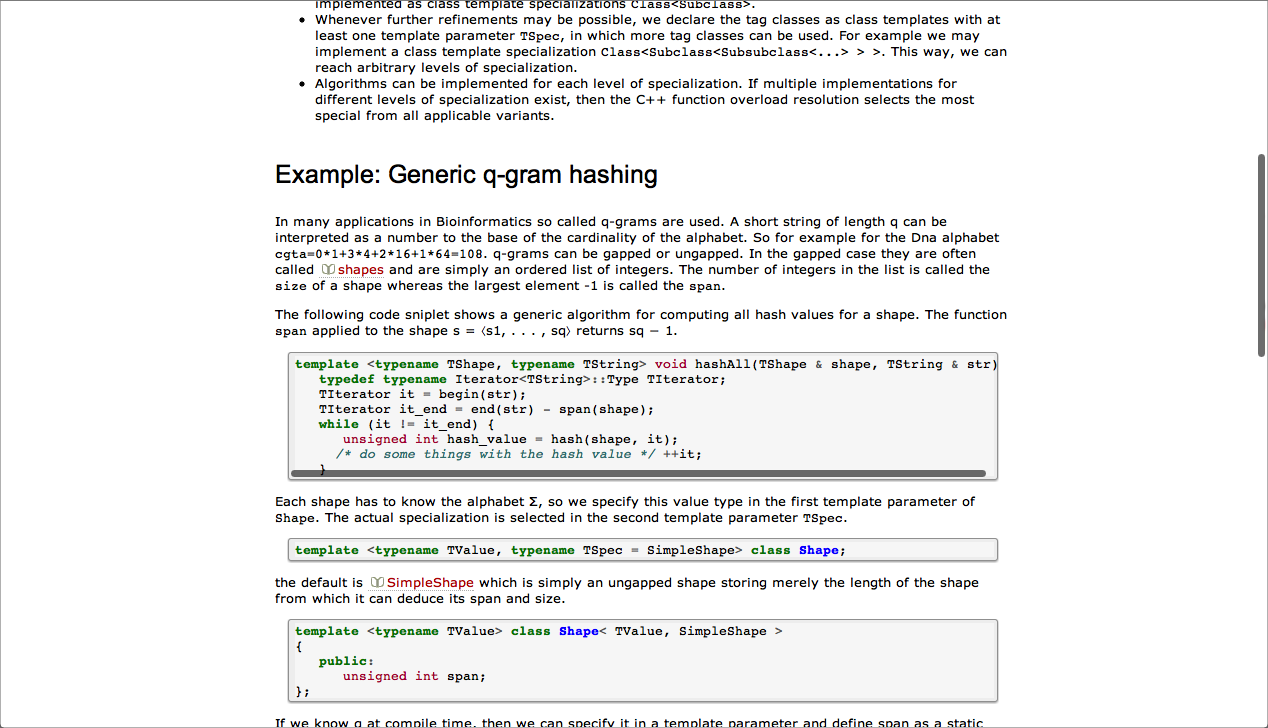 implemented as class template specializations Class<Subclass>.
• Whenever further refinements may be possible, we declare the tag classes as class templates with at
least one template parameter TSpec, in which more tag classes can be used. For example we may
implement a class template specialization Class<Subclass<Subsubclass<...> > >. This way, we can
reach arbitrary levels of specialization.
• Algorithms can be implemented for each level of specialization. If multiple implementations for
different levels of specialization exist, then the C++ function overload resolution selects the most
special from all applicable variants.
Example: Generic q-gram hashing
In many applications in Bioinformatics so called q-grams are used. A short string of length q can be
interpreted as a number to the base of the cardinality of the alphabet. So for example for the Dna alphabet
cgta=0*1+3*4+2*16+1*64=108. q-grams can be gapped or ungapped. In the gapped case they are often
called shapes and are simply an ordered list of integers. The number of integers in the list is called the
size of a shape whereas the largest element -1 is called the span.
The following code sniplet shows a generic algorithm for computing all hash values for a shape. The function
span applied to the shape s = ⟨s1, . . . , sq⟩ returns sq − 1.
template <typename TShape, typename TString> void hashAll(TShape & shape, TString & str)
typedef typename Iterator<TString>::Type TIterator;
TIterator it = begin(str);
TIterator it_end = end(str) - span(shape);
while (it != it_end) {
unsigned int hash_value = hash(shape, it);
/* do some things with the hash value */ ++it;
}
Each shape has to know the alphabet Σ, so we specify this value type in the first template parameter of
Shape. The actual specialization is selected in the second template parameter TSpec.
template <typename TValue, typename TSpec = SimpleShape> class Shape;
the default is SimpleShape which is simply an ungapped shape storing merely the length of the shape
from which it can deduce its span and size.
template <typename TValue> class Shape< TValue, SimpleShape >
{
public:
unsigned int span;
};
If we know q at compile time, then we can specify it in a template parameter and define span as a static